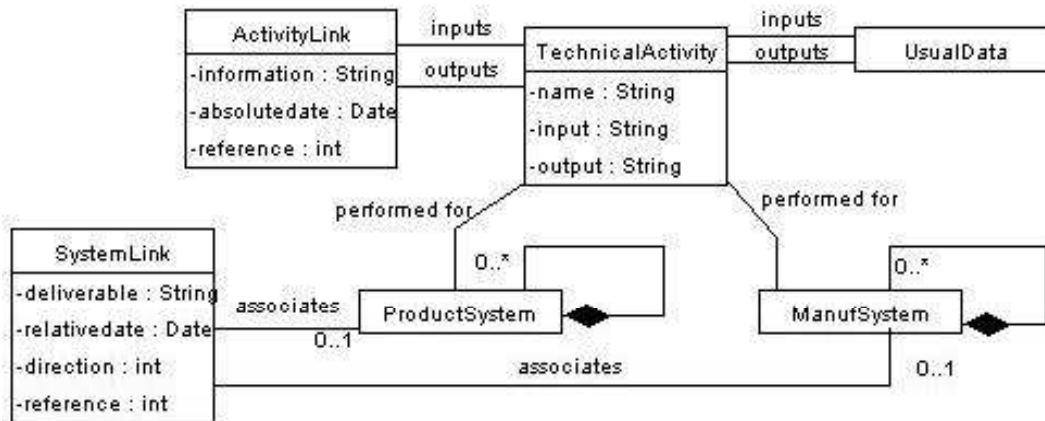 ActivityLink
-information : String
-absolutedate : Date
-reference : int
inputs
outputs
TechnicalActivity
-name : String
-input : String
-output : String
inputs
outputs
UsualData
performed for
performed for
SystemLink
-deliverable : String
-relativedate : Date
-direction : int
-reference : int
associates
0..1
0..*
ProductSystem
0..*
ManufSystem
associates
0..1